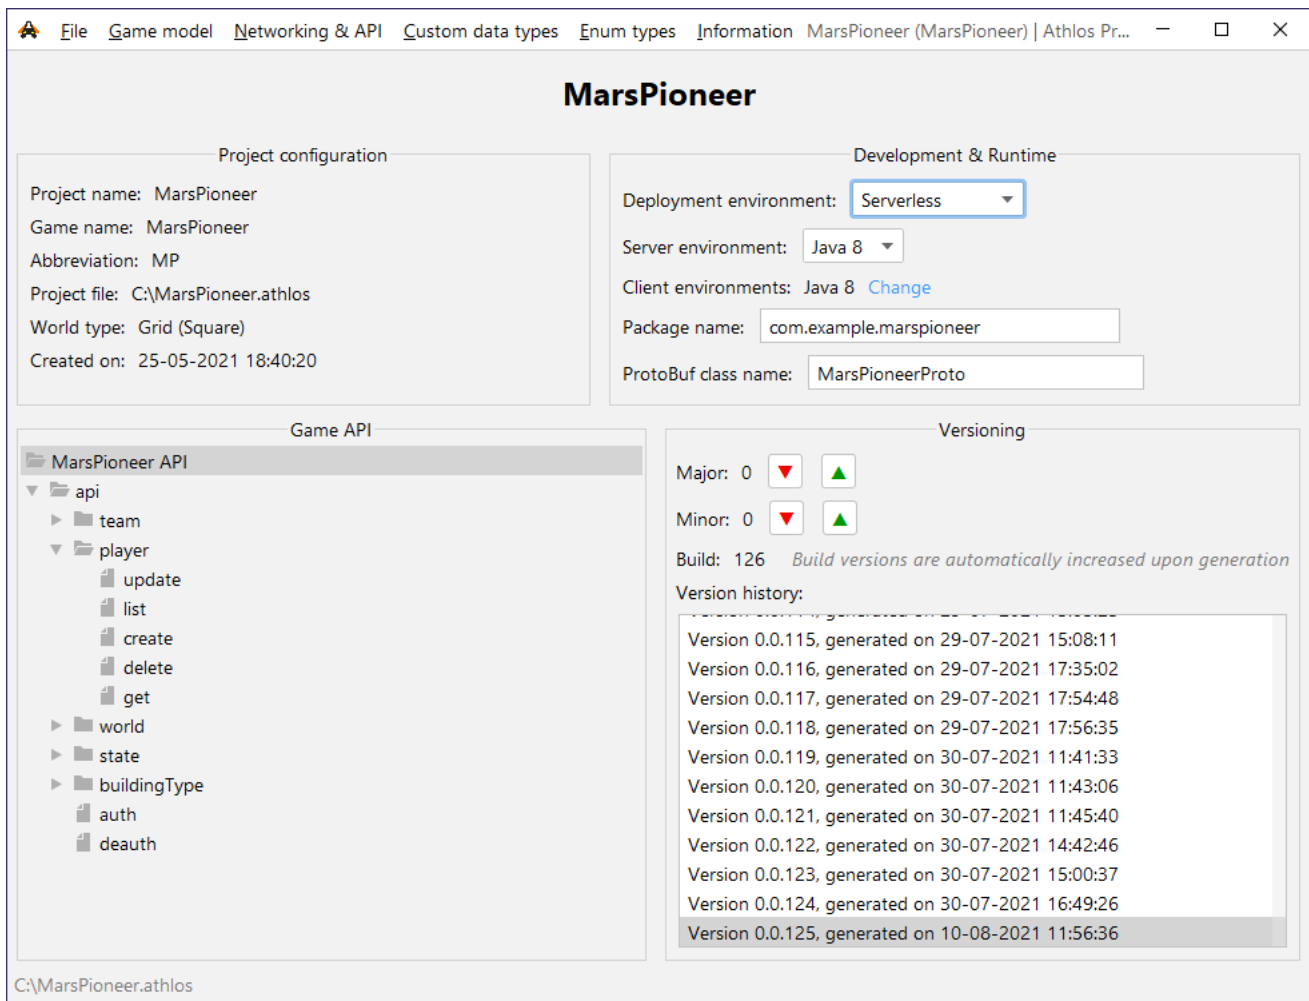 File Game model Networking & API Custom data types Enum types Information MarsPioneer (MarsPioneer) | Athlos Pr...
MarsPioneer
Project configuration
Project name: MarsPioneer
Game name: MarsPioneer
Abbreviation: MP
Project file: C:\MarsPioneer.athlos
World type: Grid (Square)
Created on: 25-05-2021 18:40:20
Development & Runtime
Deployment environment: Serverless
Server environment: Java 8
Client environments: Java 8 Change
Package name: com.example.marspioneer
ProtoBuf class name: MarsPioneerProto
Game API
MarsPioneer API
api
team
player
update
list
create
delete
get
world
state
buildingType
auth
deauth
Versioning
Major: 0
Minor: 0
Build: 126 Build versions are automatically increased upon generation
Version history:
Version 0.0.115, generated on 29-07-2021 15:08:11
Version 0.0.116, generated on 29-07-2021 17:35:02
Version 0.0.117, generated on 29-07-2021 17:54:48
Version 0.0.118, generated on 29-07-2021 17:56:35
Version 0.0.119, generated on 30-07-2021 11:41:33
Version 0.0.120, generated on 30-07-2021 11:43:06
Version 0.0.121, generated on 30-07-2021 11:45:40
Version 0.0.122, generated on 30-07-2021 14:42:46
Version 0.0.123, generated on 30-07-2021 15:00:37
Version 0.0.124, generated on 30-07-2021 16:49:26
Version 0.0.125, generated on 10-08-2021 11:56:36
C:\MarsPioneer.athlos